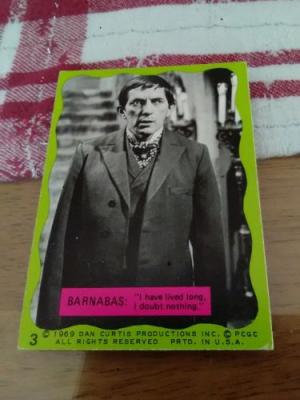 BARNABAS: "I have lived long,
I doubt nothing."
3 © 1969 DAN CURTIS PRODUCTIONS INC. © PCGC
ALL RIGHTS RESERVED PRTD. IN U.S.A.